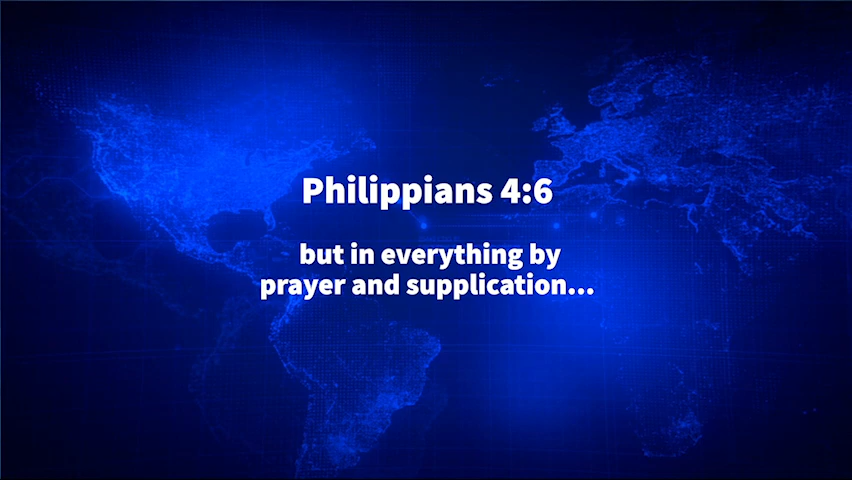 Philippians 4:6
but in everything by
prayer and supplication...